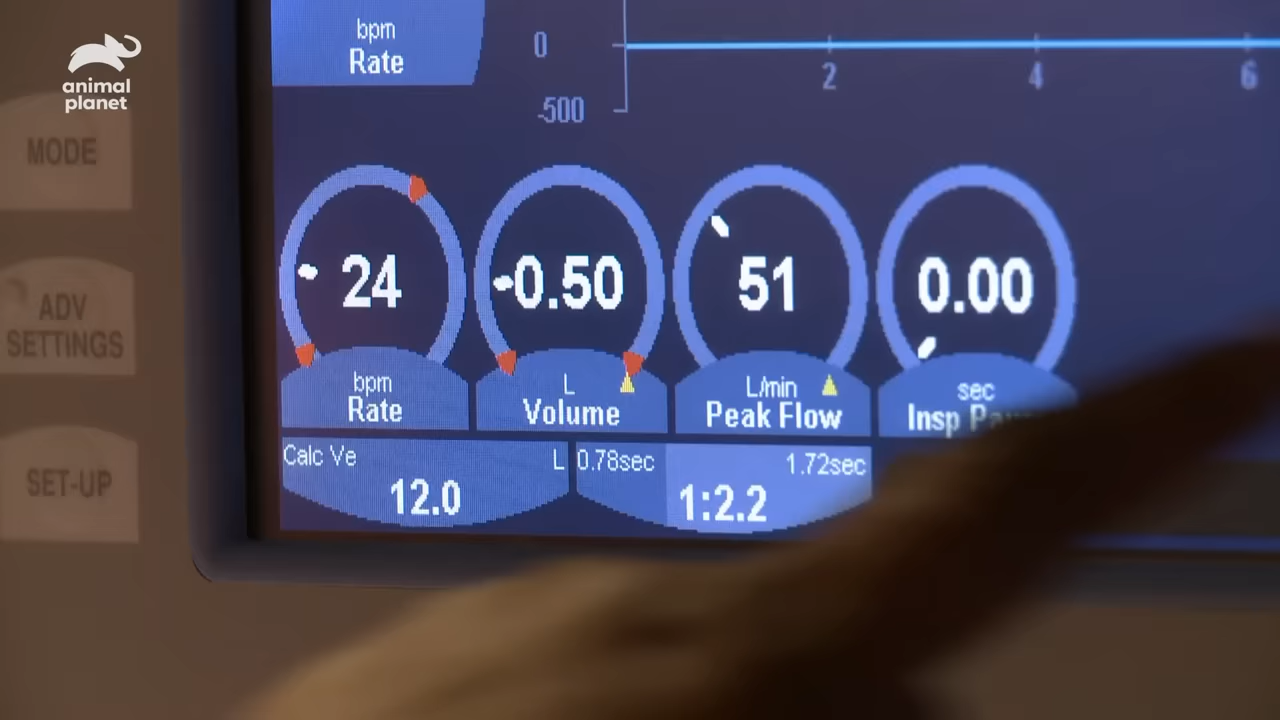 animal
planet
bpm
Rate
0
-500
2
4
6
MODE
ADV
SETTINGS
SET-UP
24
bpm
Rate
0.50
L
Volume
51
L/min
Peak Flow
0.00
sec
Insp
Calc Ve L
12.0
0.78sec 1.72sec
1:2.2